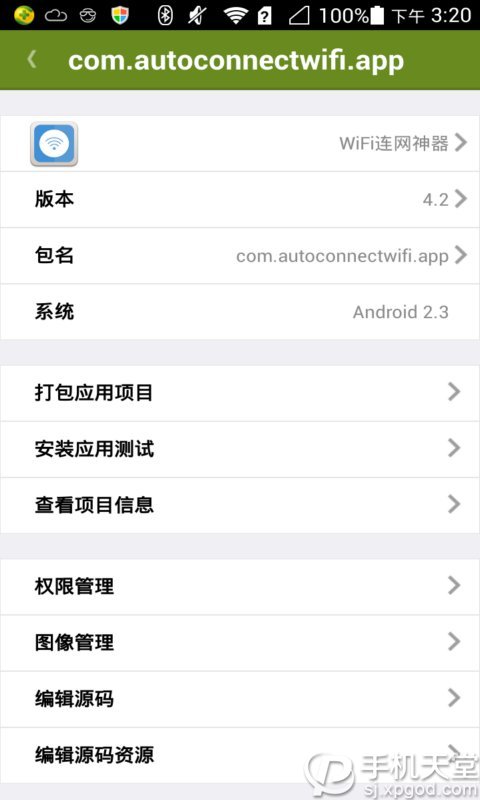 100% 下午 3:20
com.autoconnectwifi.app
WiFi连网神器
版本 4.2
包名 com.autoconnectwifi.app
系统 Android 2.3
打包应用项目
安装应用测试
查看项目信息
权限管理
图像管理
编辑源码
编辑源码资源
手机天堂
sj.xpgod.com